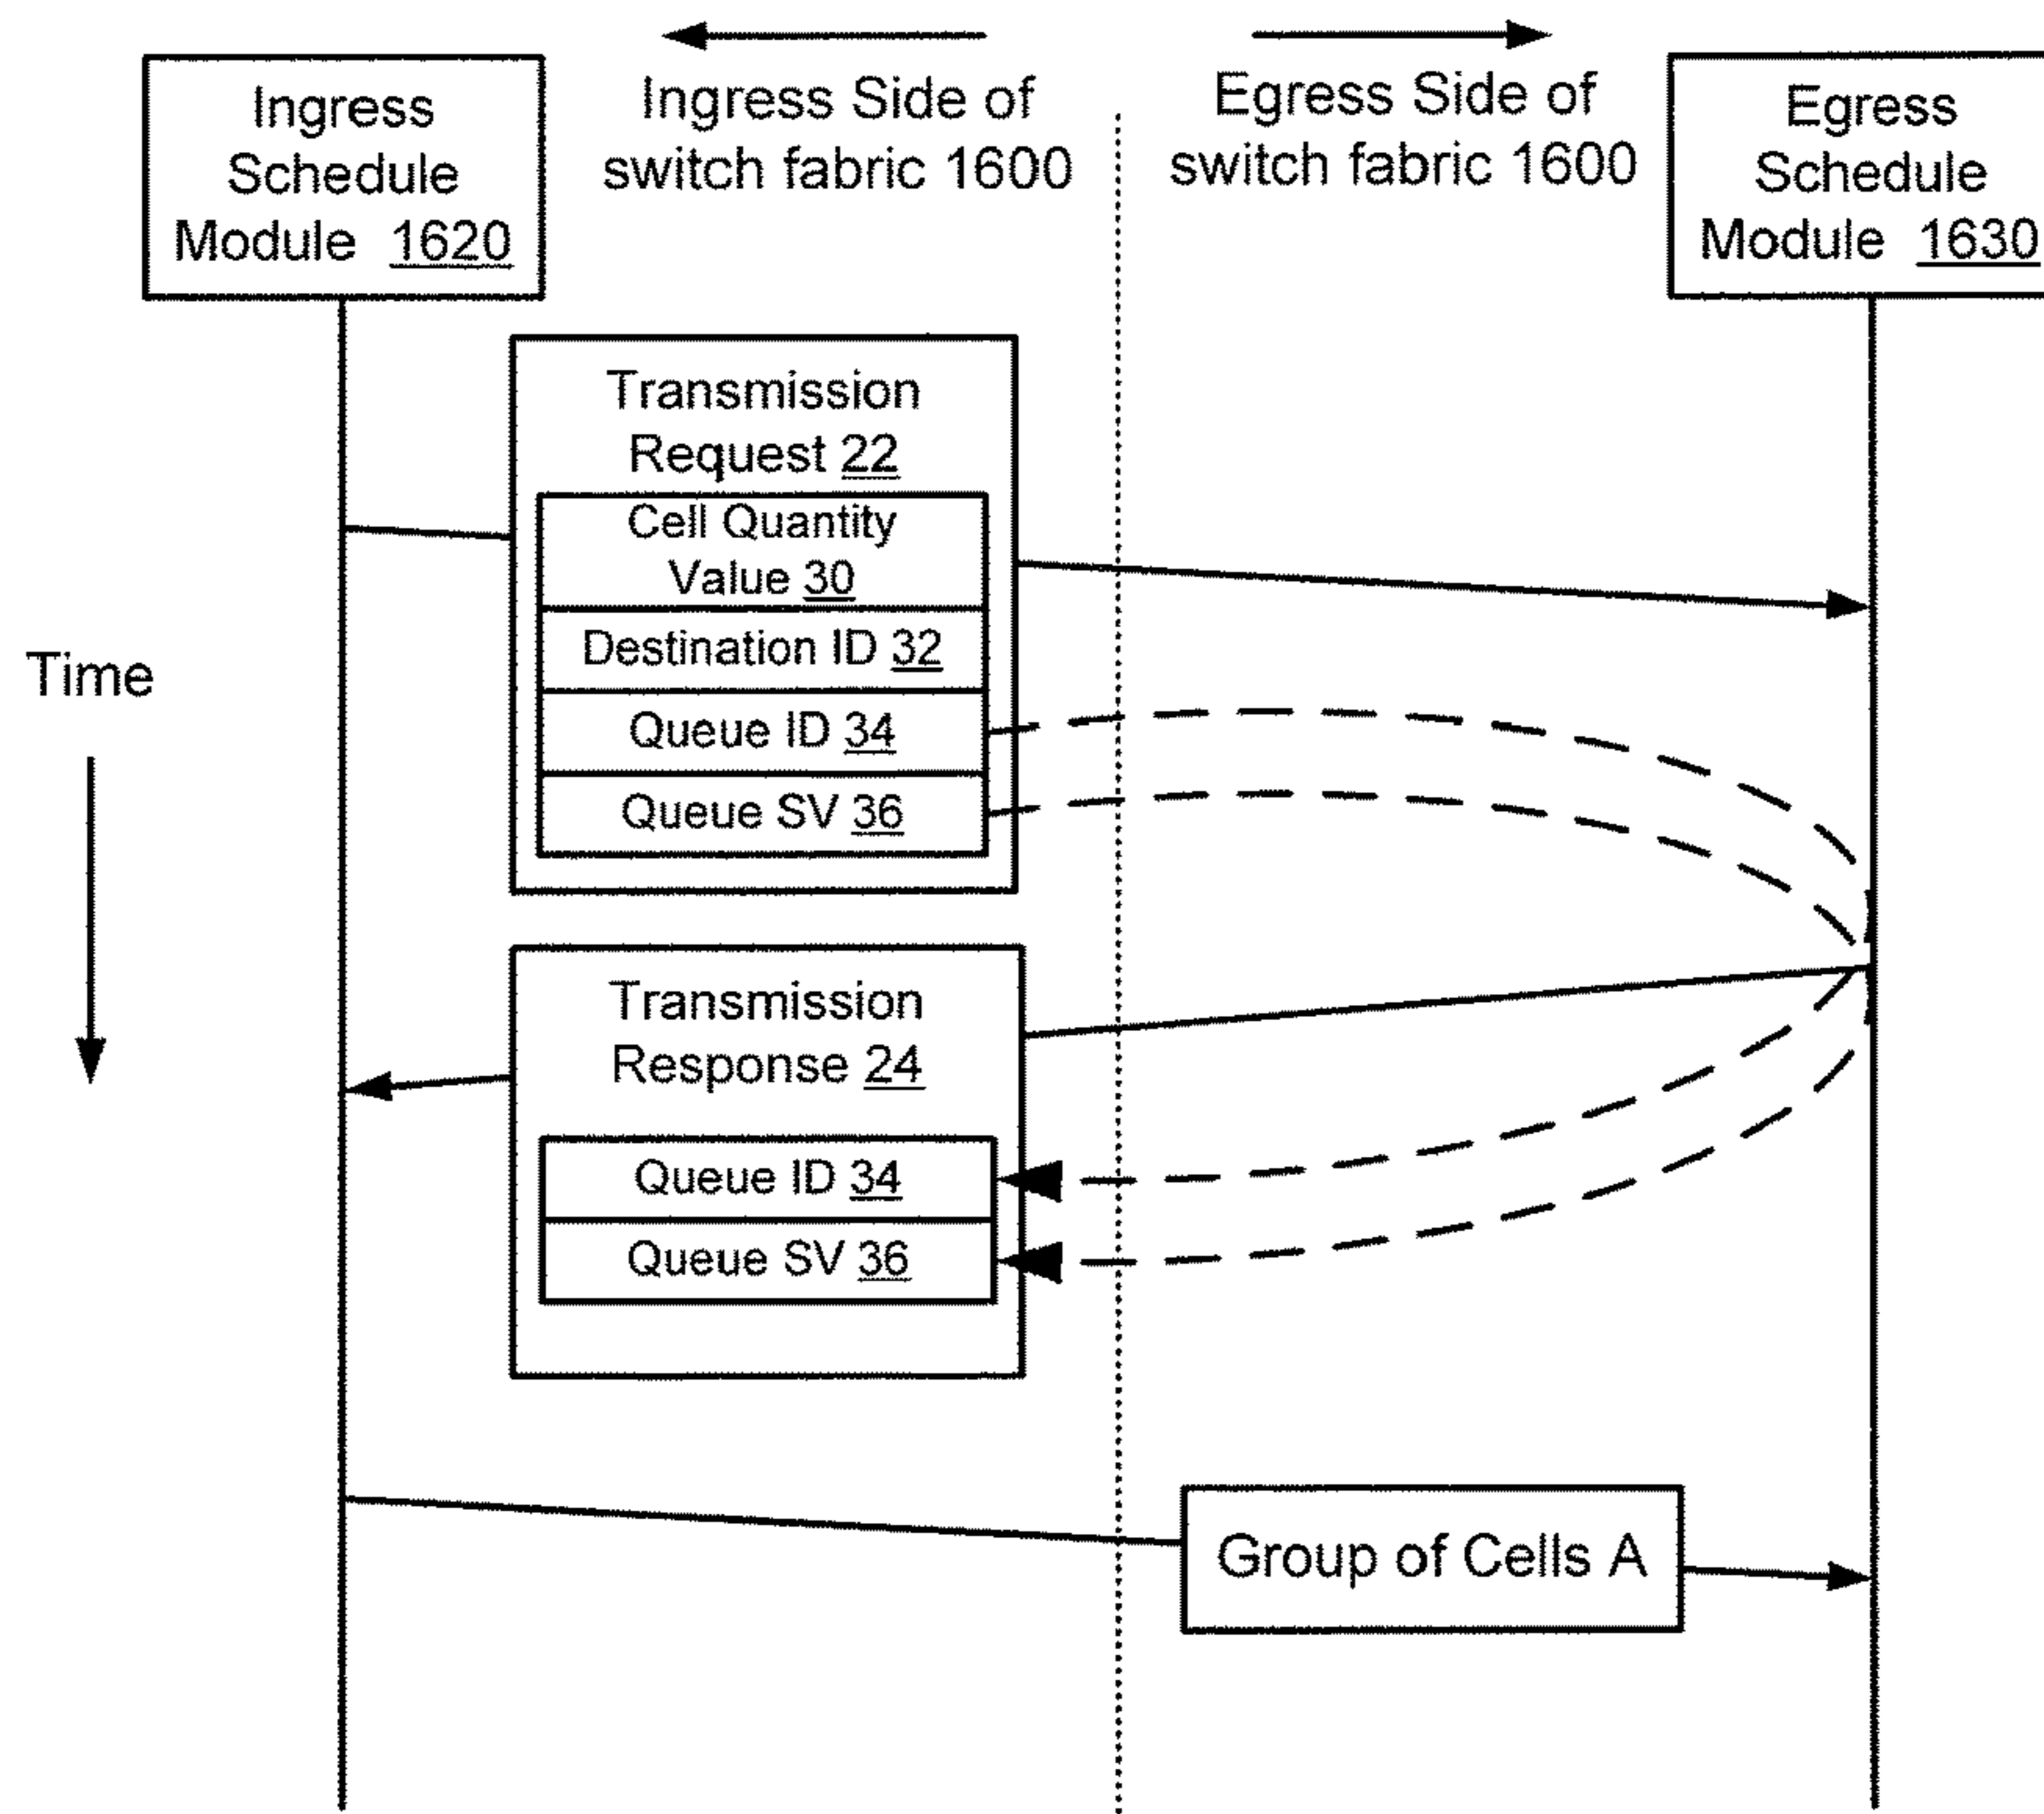 Ingress
Schedule
Module 1620
Ingress Side of
switch fabric 1600
Egress Side of
switch fabric 1600
Egress
Schedule
Module 1630
Transmission
Request 22
Cell Quantity
Value 30
Destination ID 32
Queue ID 34
Queue SV 36
Time
Transmission
Response 24
Queue ID 34
Queue SV 36
Group of Cells A